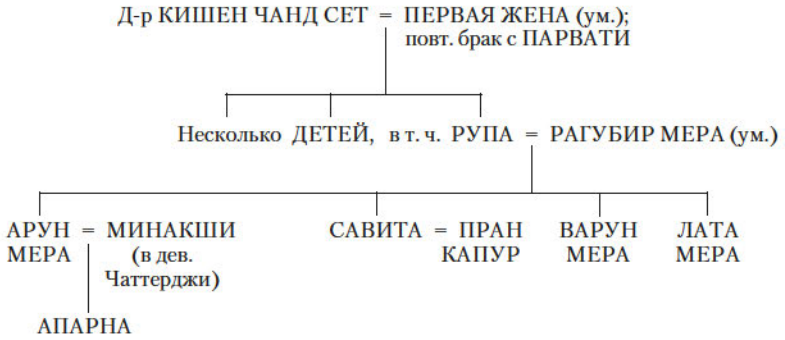 Д-р КИШЕН ЧАНД СЕТ = ПЕРВАЯ ЖЕНА (ум.);
повт. брак с ПАРВАТИ
Несколько ДЕТЕЙ, в т. ч. РУПА = РАГУБИР МЕРА (ум.)
АРУН = МИНАКШИ САВИТА = ПРАН ВАРУН ЛАТА
МЕРА (в дев. КАПУР МЕРА МЕРА
Чаттерджи)
АПАРНА